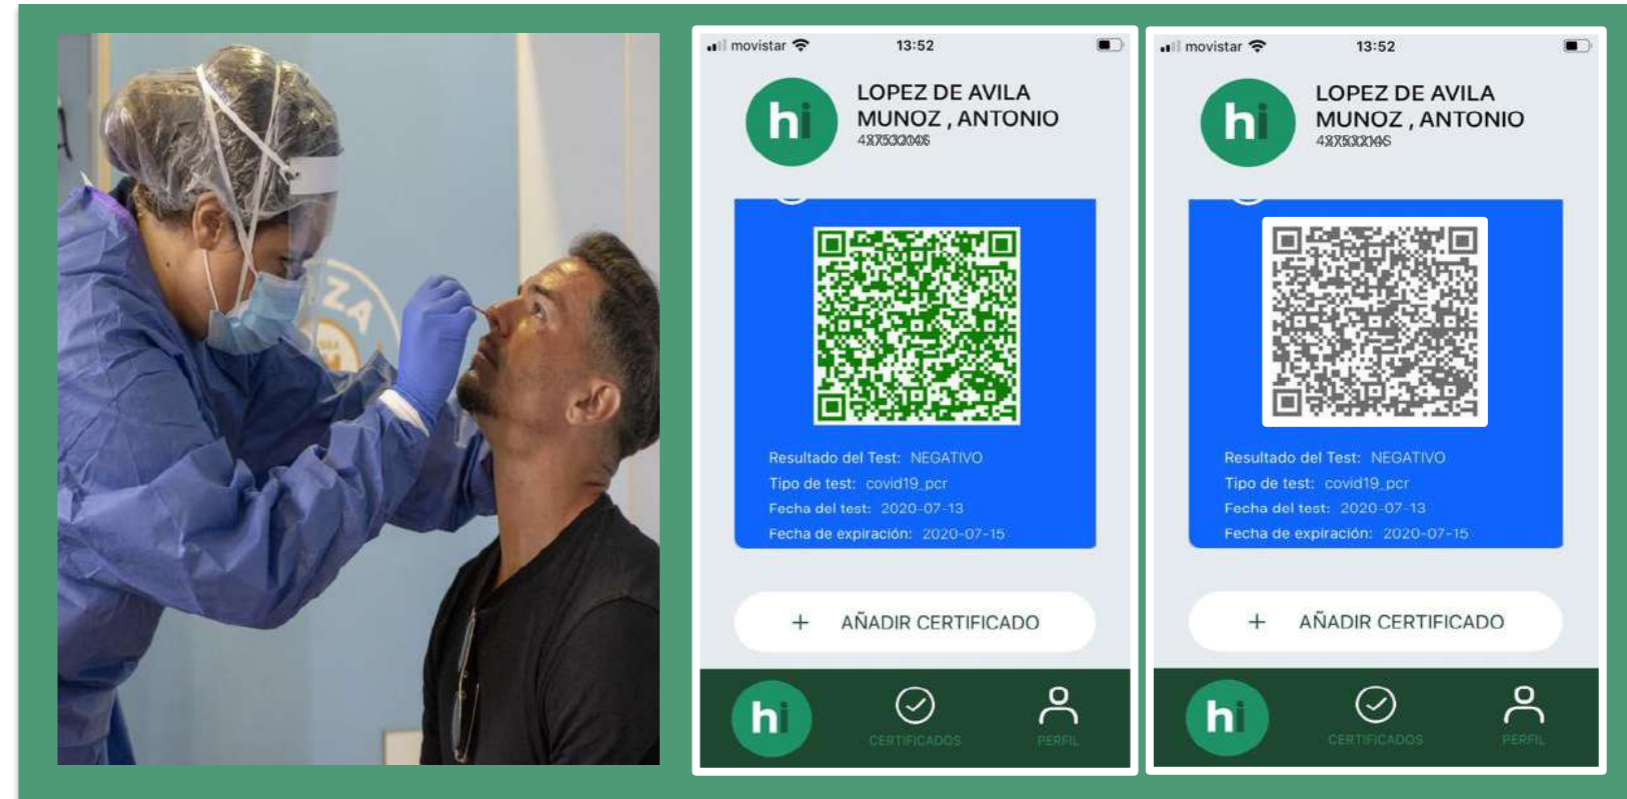 ZA
movistar 13:52
hi
LOPEZ DE AVILA
MUNOZ , ANTONIO
Resultado del Test: NEGATIVO
Tipo de test: covid19_pcr
Fecha del test: 2020-07-13
Fecha de expiración: 2020-07-15
+ AÑADIR CERTIFICADO
hi
CERTIFICADOS
PERFIL
movistar 13:52
hi
LOPEZ DE AVILA
MUNOZ , ANTONIO
Resultado del Test: NEGATIVO
Tipo de test: covid19_pcr
Fecha del test: 2020-07-13
Fecha de expiración: 2020-07-15
+ AÑADIR CERTIFICADO
hi
CERTIFICADOS
PERFIL